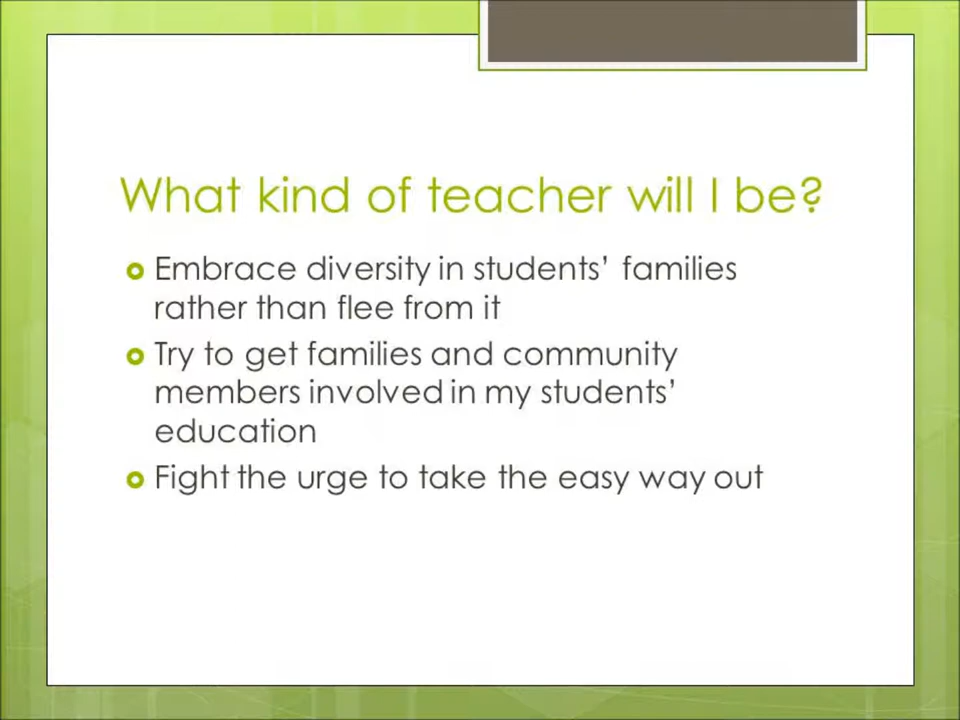 What kind of teacher will I be?
Embrace diversity in students’ families
rather than flee from it
Try to get families and community
members involved in my students’
education
Fight the urge to take the easy way out